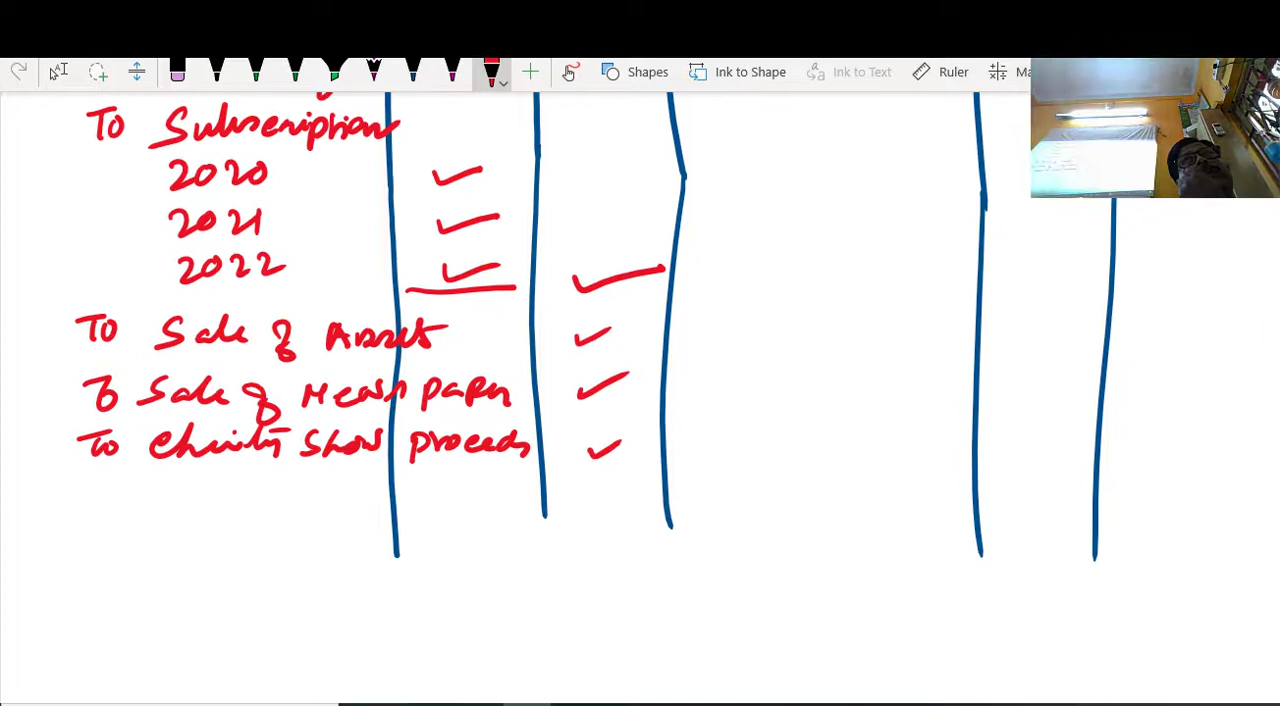 Shapes Ink to Shape Ink to Text Ruler Ma
To Subscription
2020
2021
2022
To Sale of Asset
To Sale of News paper
To Charity Show proceeds